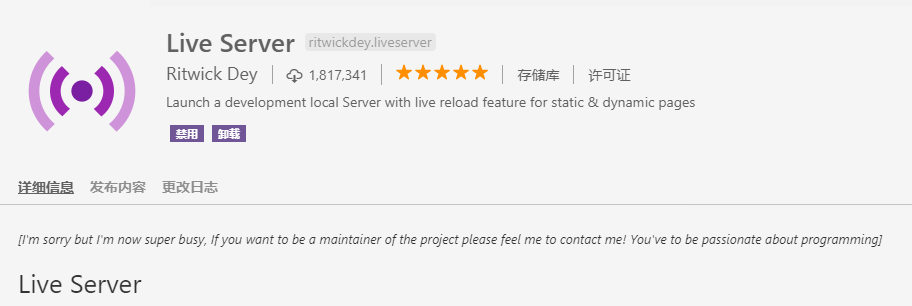 Live Server ritwickdey.liveserver
Ritwick Dey 1,817,341 存储库 许可证
Launch a development local Server with live reload feature for static & dynamic pages
禁用 卸载
详细信息 发布内容 更改日志
[I'm sorry but I'm now super busy, If you want to be a maintainer of the project please feel me to contact me! You've to be passionate about programming]
Live Server